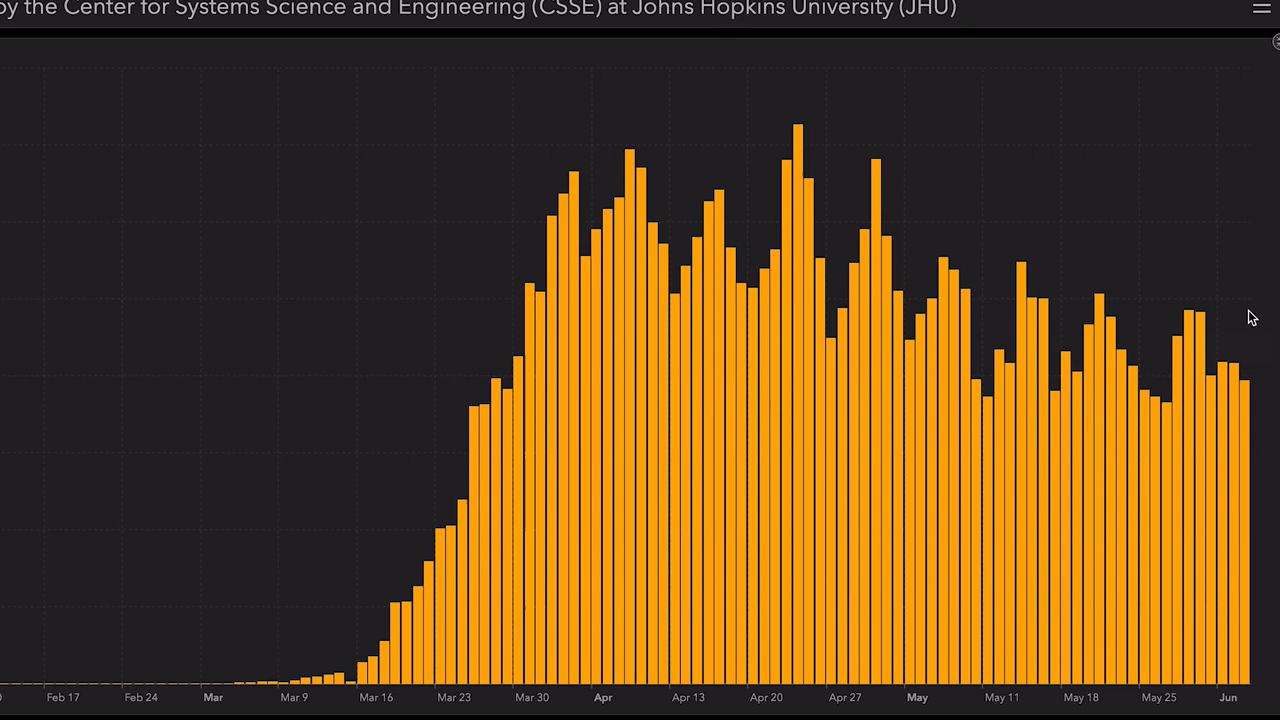 by the Center for Systems Science and Engineering (CSSE) at Johns Hopkins University (JHU)
Feb 17 Feb 24 Mar Mar 9 Mar 16 Mar 23 Mar 30 Apr Apr 13 Apr 20 Apr 27 May May 11 May 18 May 25 Jun